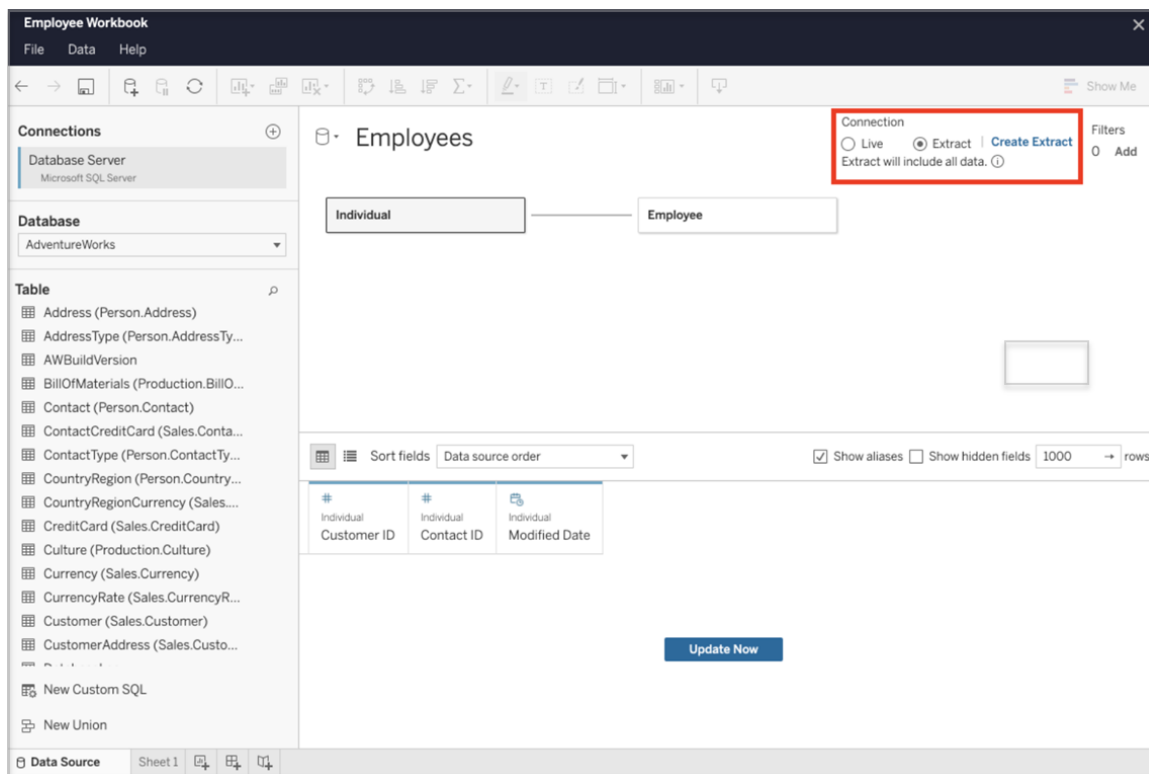 Employee Workbook
File Data Help
Show Me
Connections
Database Server
Microsoft SQL Server
Database
AdventureWorks
Table
Address (Person.Address)
AddressType (Person.AddressTy...
AWBuildVersion
BillOfMaterials (Production.BillO...
Contact (Person.Contact)
ContactCreditCard (Sales.Conta...
ContactType (Person.ContactTy...
CountryRegion (Person.Country...
CountryRegionCurrency (Sales....
CreditCard (Sales.CreditCard)
Culture (Production.Culture)
Currency (Sales.Currency)
CurrencyRate (Sales.CurrencyR...
Customer (Sales.Customer)
CustomerAddress (Sales.Custo...
New Custom SQL
New Union
Employees
Connection
Live Extract Create Extract
Extract will include all data.
Filters
0 Add
Individual Employee
Sort fields Data source order Show aliases Show hidden fields 1000 → rows
Individual Individual Individual
Customer ID Contact ID Modified Date
Update Now
Data Source Sheet 1